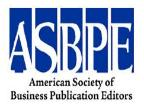 ASBPE
American Society of
Business Publication Editors